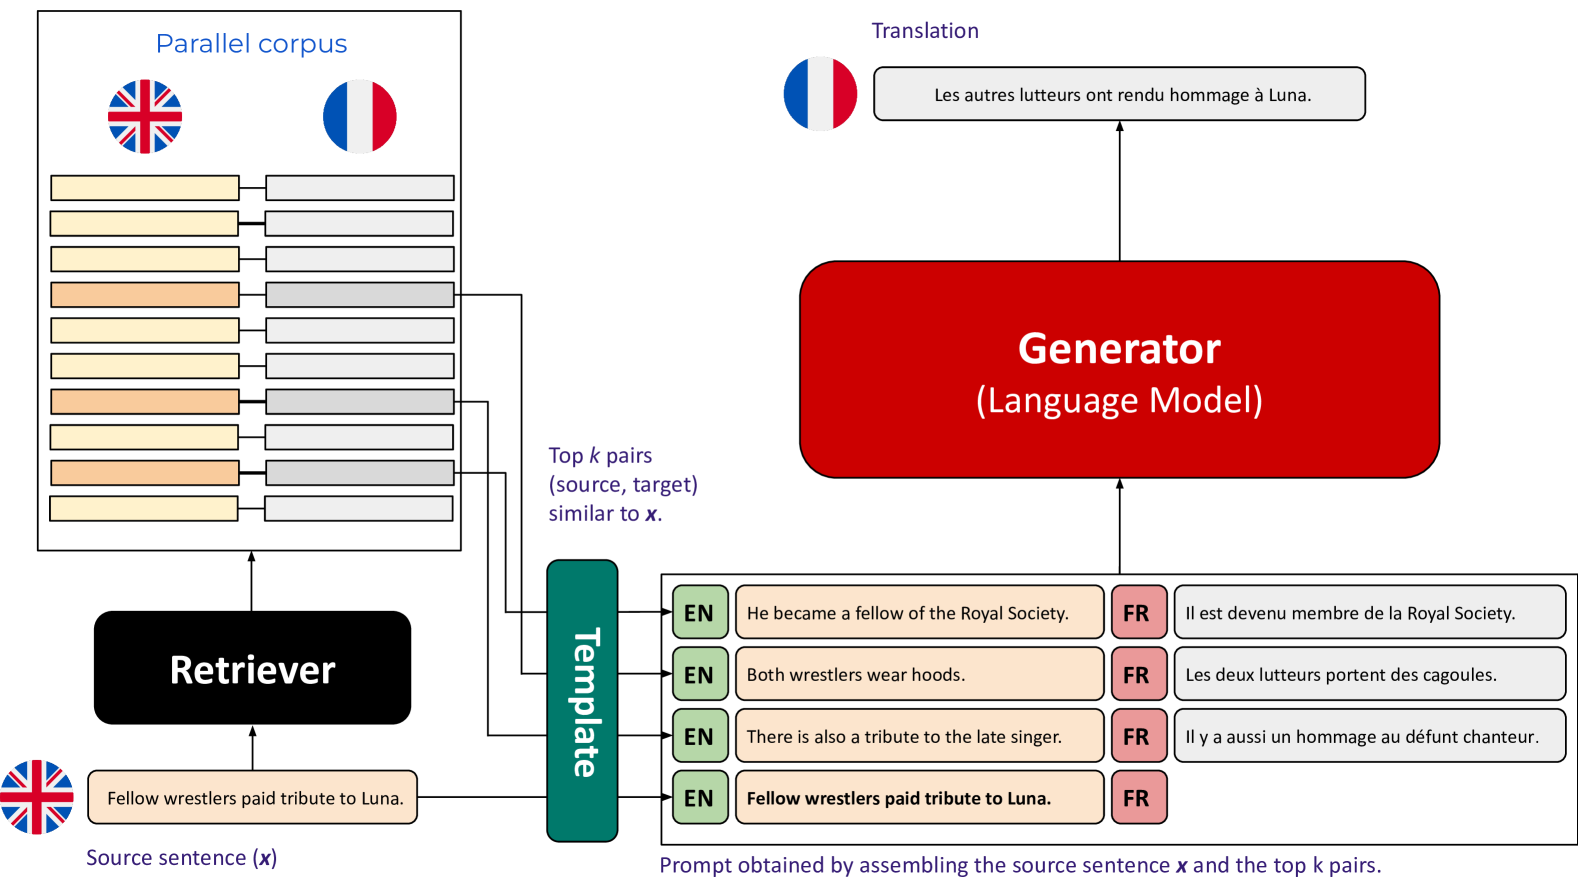 Parallel corpus
Translation
Les autres lutteurs ont rendu hommage à Luna.
Generator
(Language Model)
Top k pairs
(source, target)
similar to x.
Retriever
Template
EN He became a fellow of the Royal Society. FR Il est devenu membre de la Royal Society.
EN Both wrestlers wear hoods. FR Les deux lutteurs portent des cagoules.
EN There is also a tribute to the late singer. FR Il y a aussi un hommage au défunt chanteur.
EN Fellow wrestlers paid tribute to Luna. FR
Fellow wrestlers paid tribute to Luna.
Source sentence (x)
Prompt obtained by assembling the source sentence x and the top k pairs.